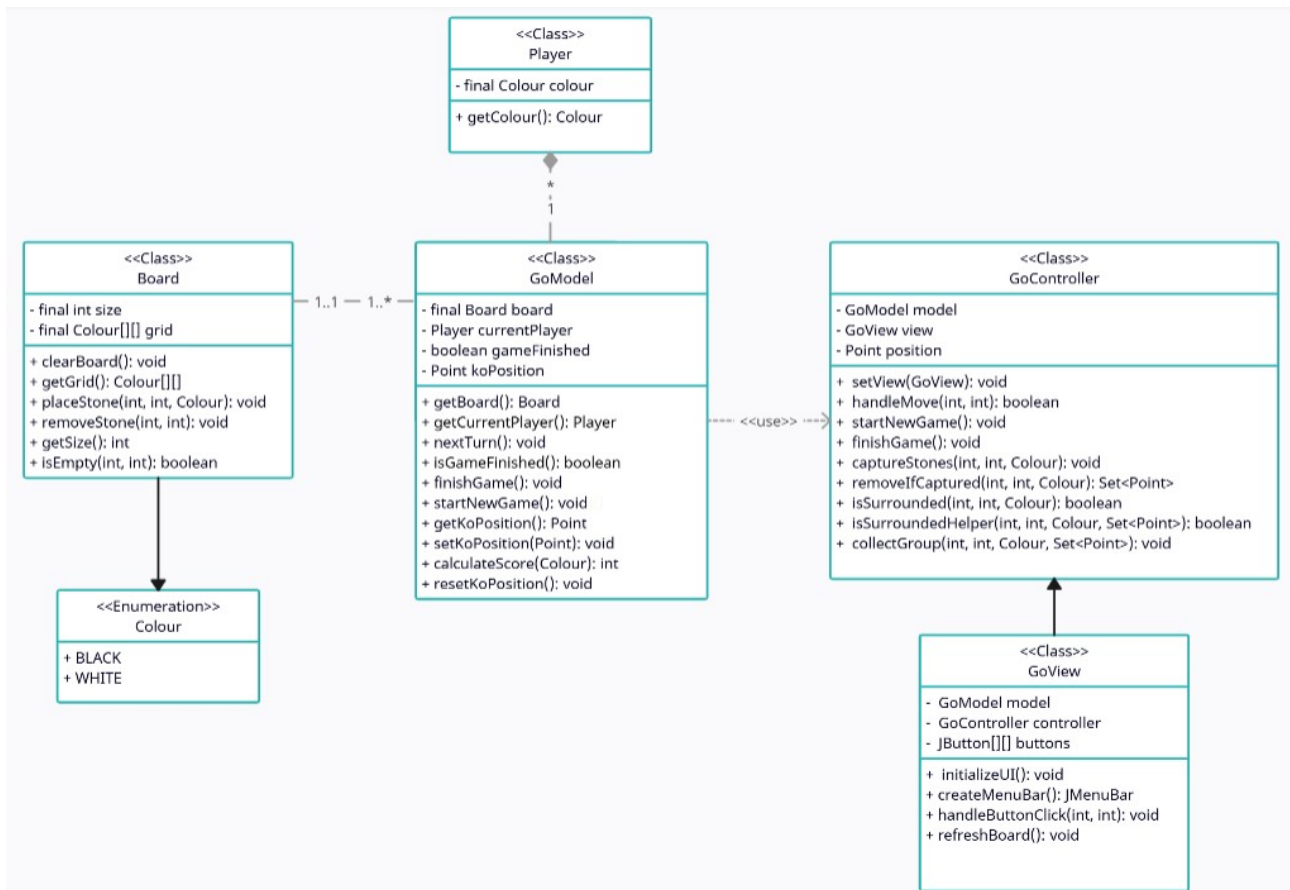 <<Class>>
Player
- final Colour colour
+ getColour(): Colour
*
1
<<Class>>
Board
- final int size
- final Colour[][] grid
+ clearBoard(): void
+ getGrid(): Colour[][]
+ placeStone(int, int, Colour): void
+ removeStone(int, int): void
+ getSize(): int
+ isEmpty(int, int): boolean
1..1
1..*
<<Class>>
GoModel
- final Board board
- Player currentPlayer
- boolean gameFinished
- Point koPosition
+ getBoard(): Board
+ getCurrentPlayer(): Player
+ nextTurn(): void
+ isGameFinished(): boolean
+ finishGame(): void
+ startNewGame(): void
+ getKoPosition(): Point
+ setKoPosition(Point): void
+ calculateScore(Colour): int
+ resetKoPosition(): void
<<use>>
<<Class>>
GoController
- GoModel model
- GoView view
- Point position
+ setView(GoView): void
+ handleMove(int, int): boolean
+ startNewGame(): void
+ finishGame(): void
+ captureStones(int, int, Colour): void
+ removeIfCaptured(int, int, Colour): Set<Point>
+ isSurrounded(int, int, Colour): boolean
+ isSurroundedHelper(int, int, Colour, Set<Point>): boolean
+ collectGroup(int, int, Colour, Set<Point>): void
<<Enumeration>>
Colour
+ BLACK
+ WHITE
<<Class>>
GoView
- GoModel model
- GoController controller
- JButton[][] buttons
+ initializeUI(): void
+ createMenuBar(): JMenuBar
+ handleButtonClick(int, int): void
+ refreshBoard(): void